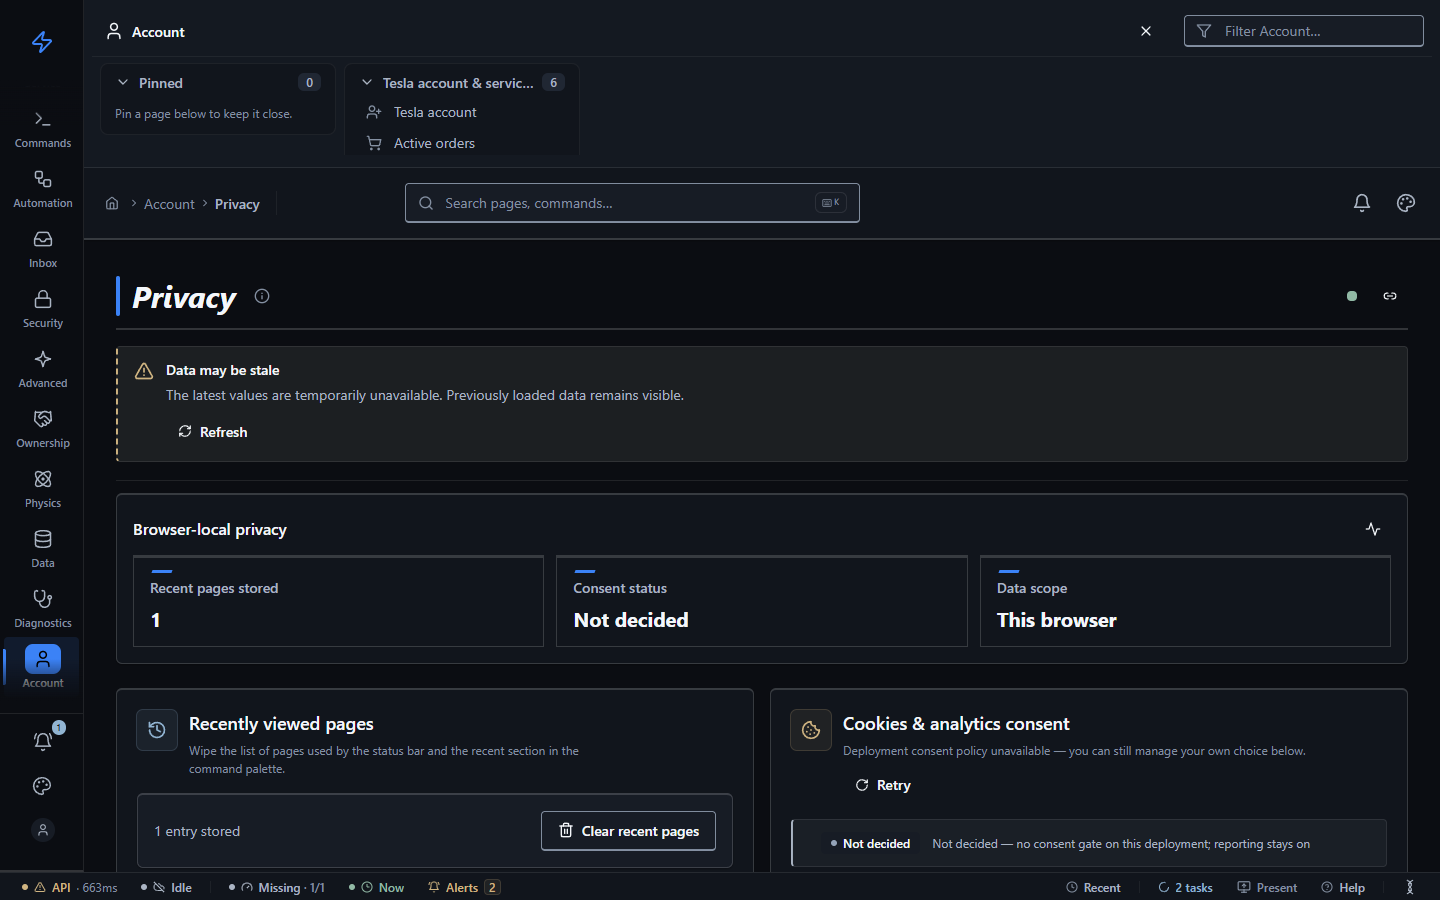 Account
Filter Account...
Pinned
0
Pin a page below to keep it close.
Tesla account & servic...
6
Tesla account
Active orders
Commands
Automation
Inbox
Security
Advanced
Ownership
Physics
Data
Diagnostics
Account
1
Account
Privacy
Search pages, commands...
K
Privacy
Data may be stale
The latest values are temporarily unavailable. Previously loaded data remains visible.
Refresh
Browser-local privacy
Recent pages stored
1
Consent status
Not decided
Data scope
This browser
Recently viewed pages
Wipe the list of pages used by the status bar and the recent section in the
command palette.
1 entry stored
Clear recent pages
Cookies & analytics consent
Deployment consent policy unavailable — you can still manage your own choice below.
Retry
Not decided
Not decided — no consent gate on this deployment; reporting stays on
API · 663ms
Idle
Missing · 1/1
Now
Alerts 2
Recent
2 tasks
Present
Help